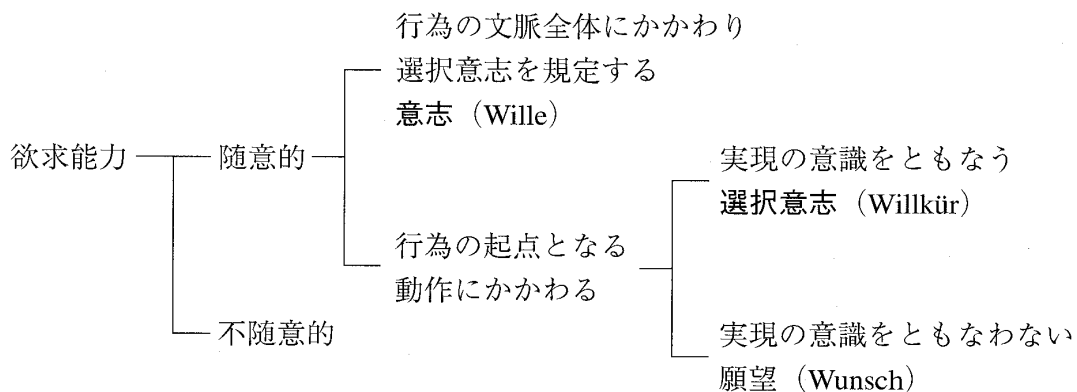 行為の文脈全体にかかわり
選択意志を規定する
意志（Wille）
欲求能力
随意的
実現の意識をともなう
選択意志（Willkür）
行為の起点となる
動作にかかわる
不随意的
実現の意識をともなわない
願望（Wunsch）